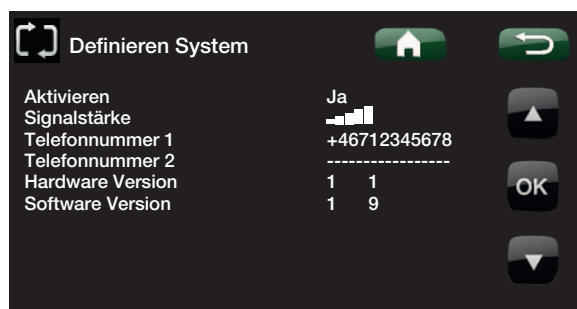 Definieren System
Aktivieren Ja
Signalstärke
Telefonnummer 1 +46712345678
Telefonnummer 2 -----------------
Hardware Version 1 1
Software Version 1 9
OK